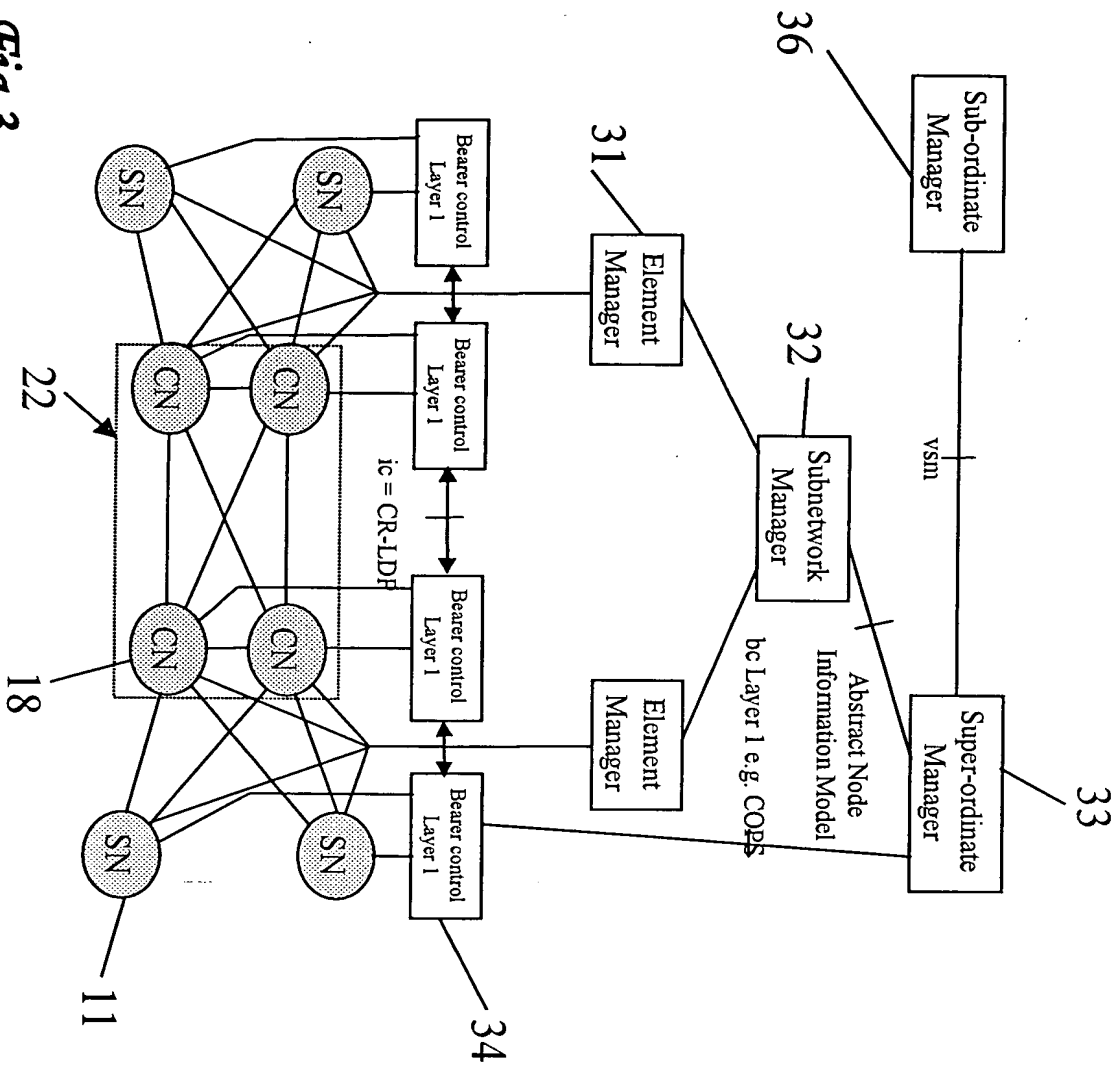 33
Sub-ordinate
Manager
vsm
Super-ordinate
Manager
36
32
Abstract Node
Information Model
Subnetwork
Manager
bc Layer 1 e.g. COPS
31
Element
Manager
Element
Manager
Bearer control
Layer 1
Bearer control
Layer 1
ic = CR-LDP
Bearer control
Layer 1
Bearer control
Layer 1
34
SN
CN
CN
SN
SN
CN
CN
SN
22
18
11
Fig.3